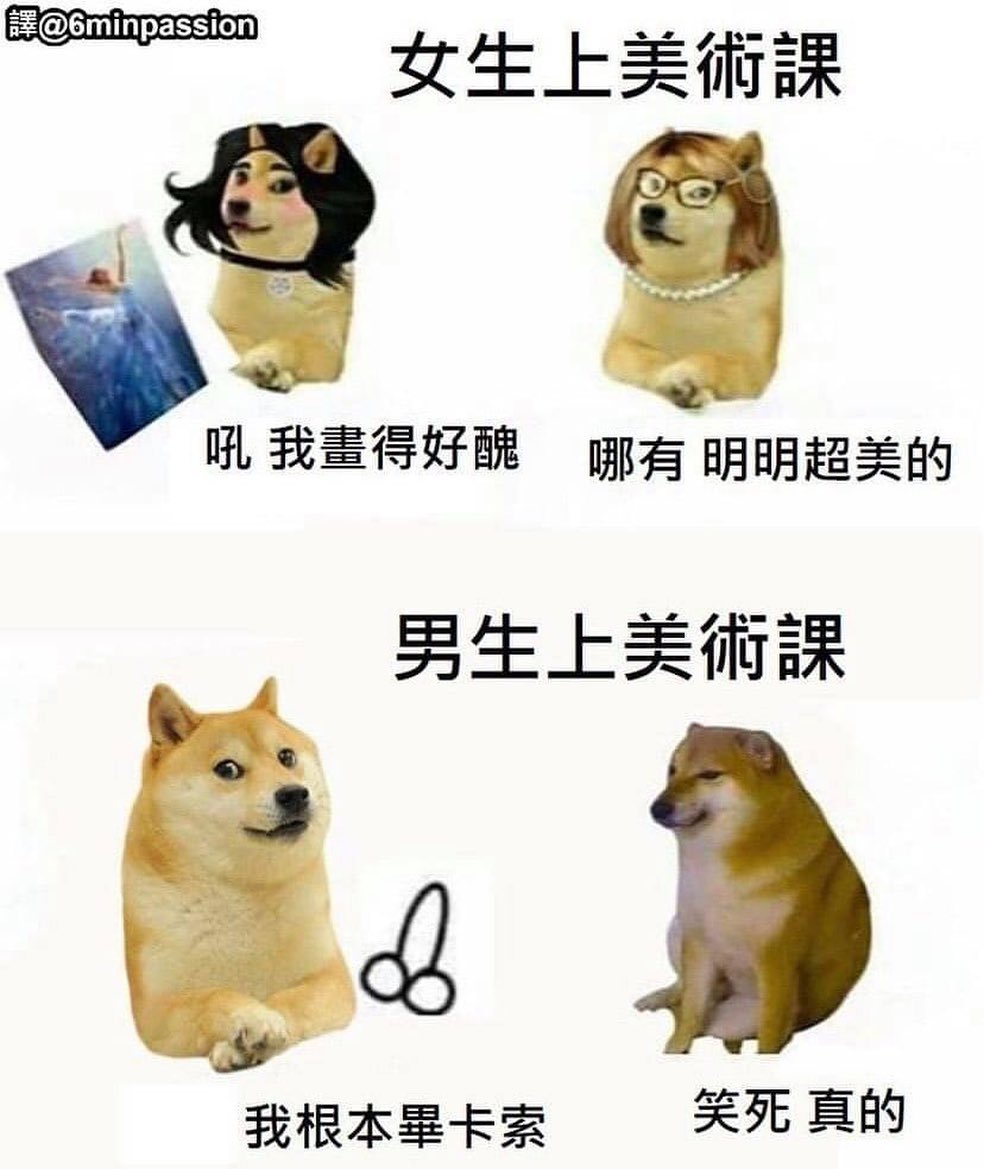 譯@6minpassion
女生上美術課
吼 我畫得好醜
哪有 明明超美的
男生上美術課
我根本畢卡索
笑死 真的